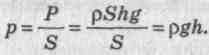 p = P/S = ρShg/S = ρgh.